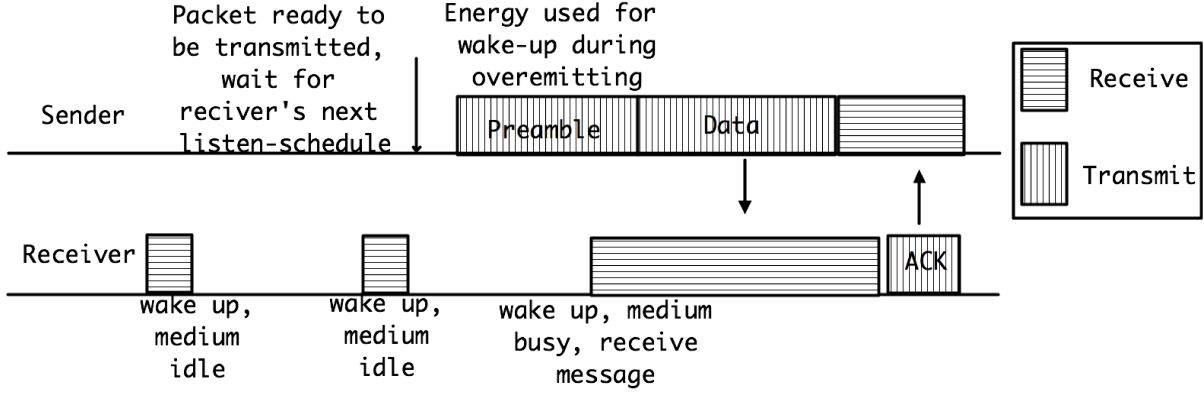 Packet ready to
be transmitted,
wait for
reciver's next
listen-schedule
Energy used for
wake-up during
overemitting
Sender
Preamble
Data
Receive
Transmit
Receiver
ACK
wake up,
medium
idle
wake up,
medium
idle
wake up, medium
busy, receive
message